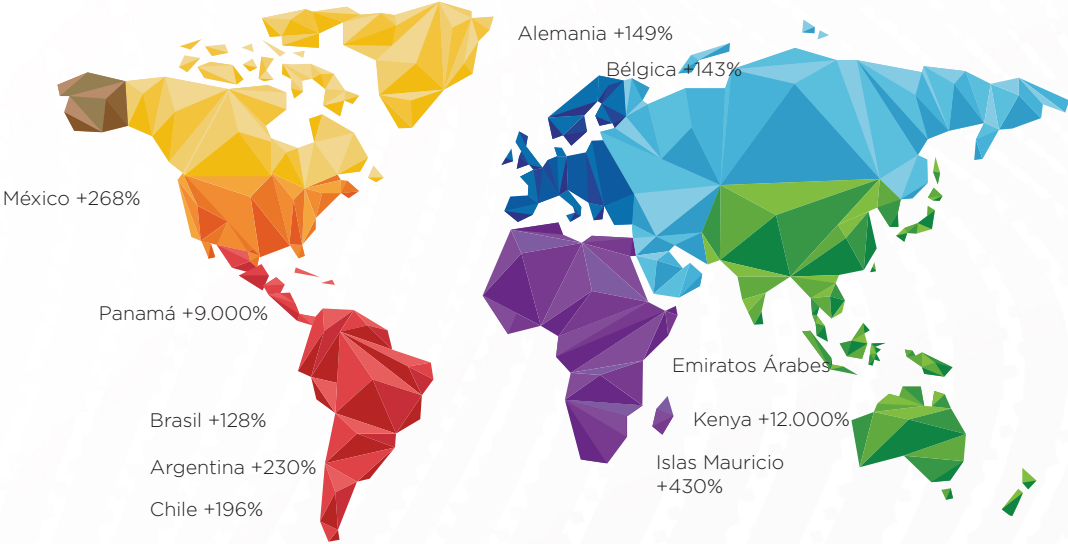 Alemania +149%
Bélgica +143%
México +268%
Panamá +9.000%
Emiratos Árabes
Brasil +128%
Kenya +12.000%
Argentina +230%
Islas Mauricio
+430%
Chile +196%